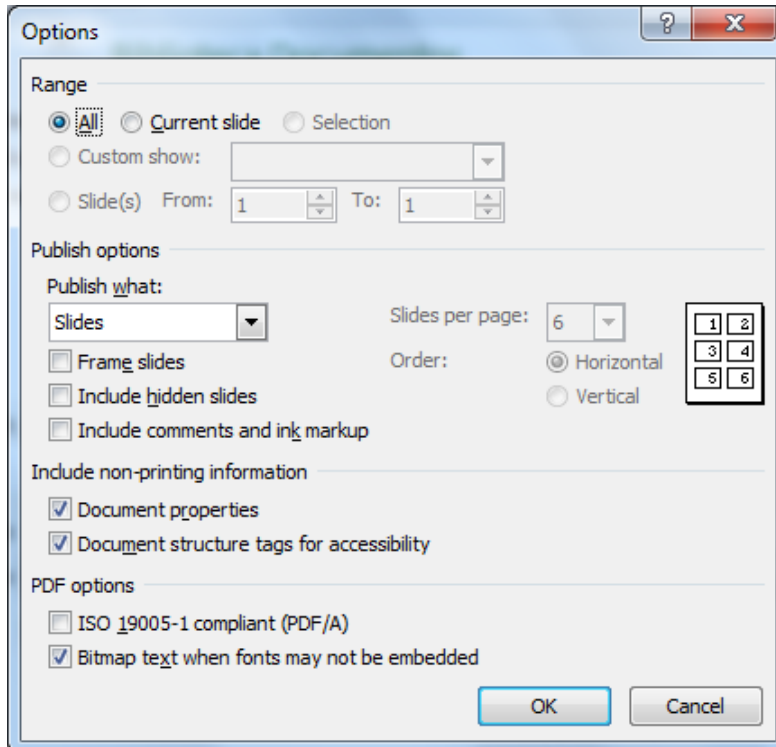 Options
Range
All Current slide Selection
Custom show:
Slide(s) From: 1 To: 1
Publish options
Publish what:
Slides Slides per page: 6
Frame slides Order: Horizontal
Include hidden slides Vertical
Include comments and ink markup
1 2
3 4
5 6
Include non-printing information
Document properties
Document structure tags for accessibility
PDF options
ISO 19005-1 compliant (PDF/A)
Bitmap text when fonts may not be embedded
OK Cancel